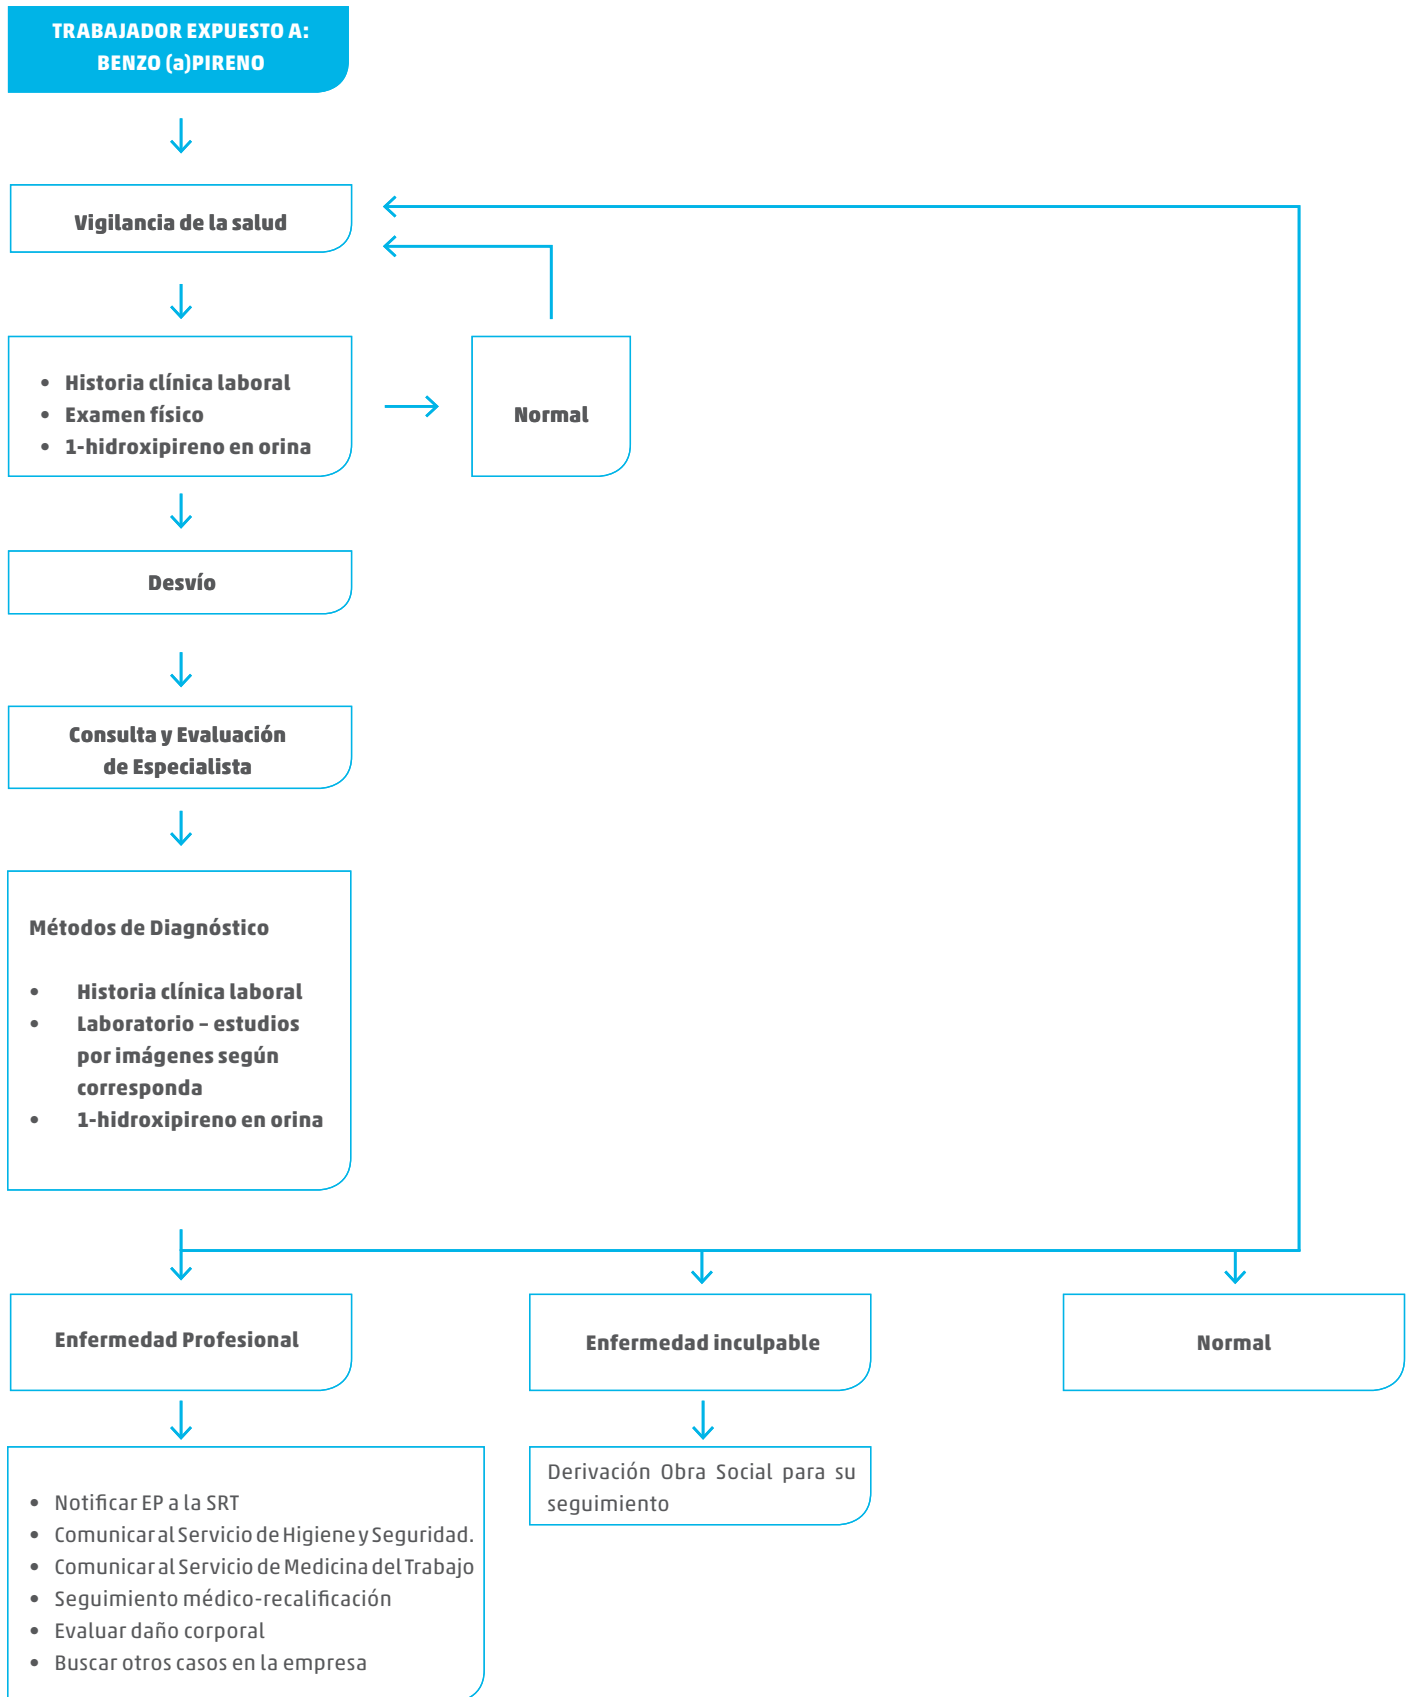 TRABAJADOR EXPUESTO A:
BENZO (a)PIRENO
Vigilancia de la salud
• Historia clínica laboral
• Examen físico
• 1-hidroxipireno en orina
Normal
Desvío
Consulta y Evaluación
de Especialista
Métodos de Diagnóstico
• Historia clínica laboral
• Laboratorio – estudios
por imágenes según
corresponda
• 1-hidroxipireno en orina
Enfermedad Profesional
Enfermedad inculpable
Normal
• Notificar EP a la SRT
• Comunicar al Servicio de Higiene y Seguridad.
• Comunicar al Servicio de Medicina del Trabajo
• Seguimiento médico-recalificación
• Evaluar daño corporal
• Buscar otros casos en la empresa
Derivación Obra Social para su
seguimiento